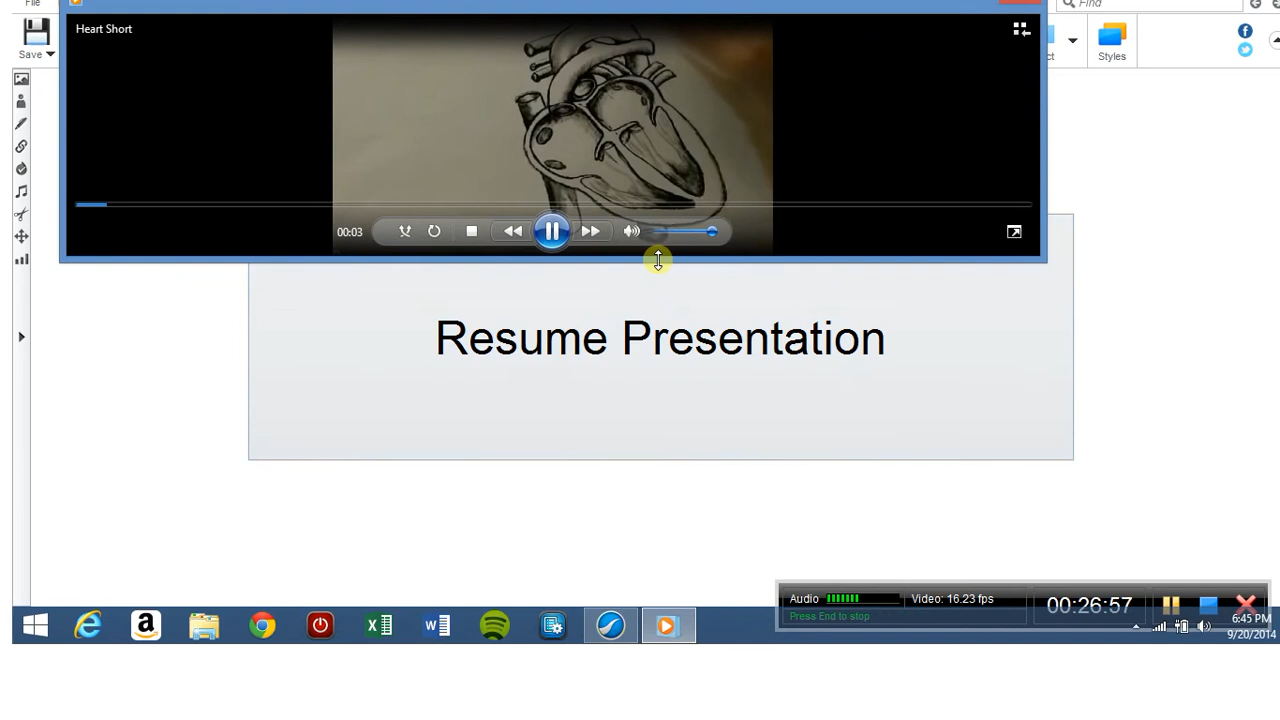 File
Find
Heart Short
Save
ct
Styles
00:03
Resume Presentation
Audio
Video: 16.23 fps
00:26:57
Press End to stop
6:45 PM
9/20/2014